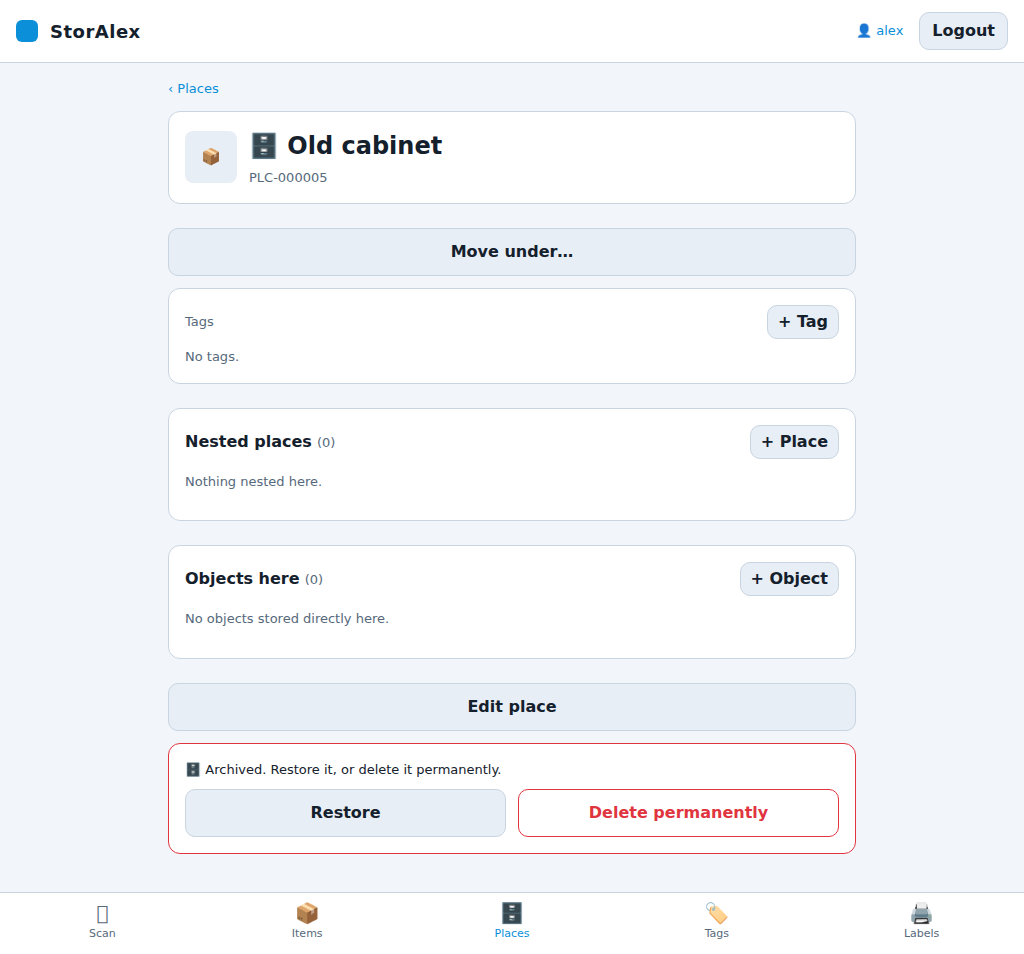 StorAlex
👤 alex
Logout
‹ Places
📦
🗄️ Old cabinet
PLC-000005
Move under…
Tags
+ Tag
No tags.
Nested places (0)
+ Place
Nothing nested here.
Objects here (0)
+ Object
No objects stored directly here.
Edit place
🗄️ Archived. Restore it, or delete it permanently.
Restore
Delete permanently
Scan
Items
Places
Tags
Labels